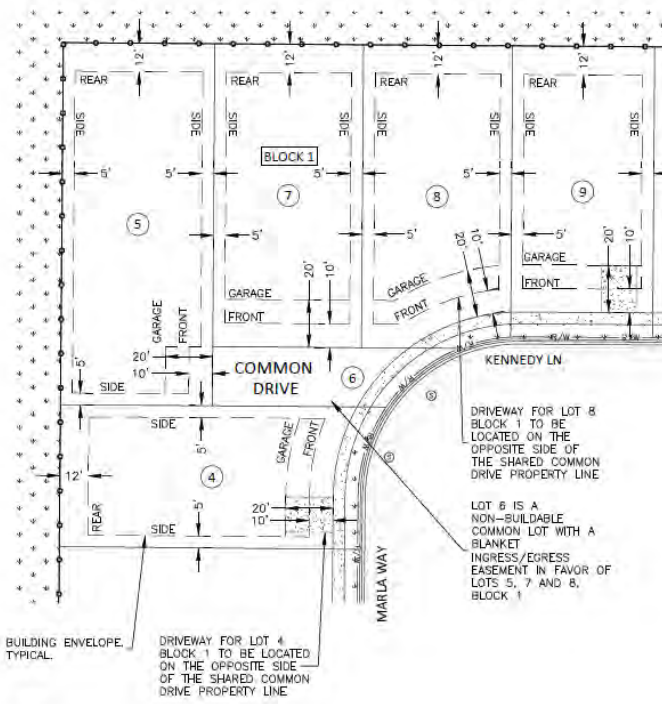 12'
12'
12'
12'
REAR
REAR
REAR
REAR
SIDE
SIDE
SIDE
SIDE
SIDE
SIDE
SIDE
SIDE
BLOCK 1
5'
5'
5'
5'
5
7
8
9
5'
5'
5'
20'
10'
20'
10'
20'
10'
GARAGE
FRONT
GARAGE
FRONT
GARAGE
FRONT
GARAGE
FRONT
R/W
R/W
KENNEDY LN
5'
20'
10'
SIDE
COMMON
DRIVE
6
S
R/W
SIDE
5'
GARAGE
FRONT
4
12'
REAR
5'
SIDE
20'
10'
S
R/W
MARLA WAY
DRIVEWAY FOR LOT 8
BLOCK 1 TO BE
LOCATED ON THE
OPPOSITE SIDE OF
THE SHARED COMMON
DRIVE PROPERTY LINE
LOT 6 IS A
NON-BUILDABLE
COMMON LOT WITH A
BLANKET
INGRESS/EGRESS
EASEMENT IN FAVOR OF
LOTS 5, 7 AND 8,
BLOCK 1
BUILDING ENVELOPE,
TYPICAL.
DRIVEWAY FOR LOT 4
BLOCK 1 TO BE LOCATED
ON THE OPPOSITE SIDE
OF THE SHARED COMMON
DRIVE PROPERTY LINE